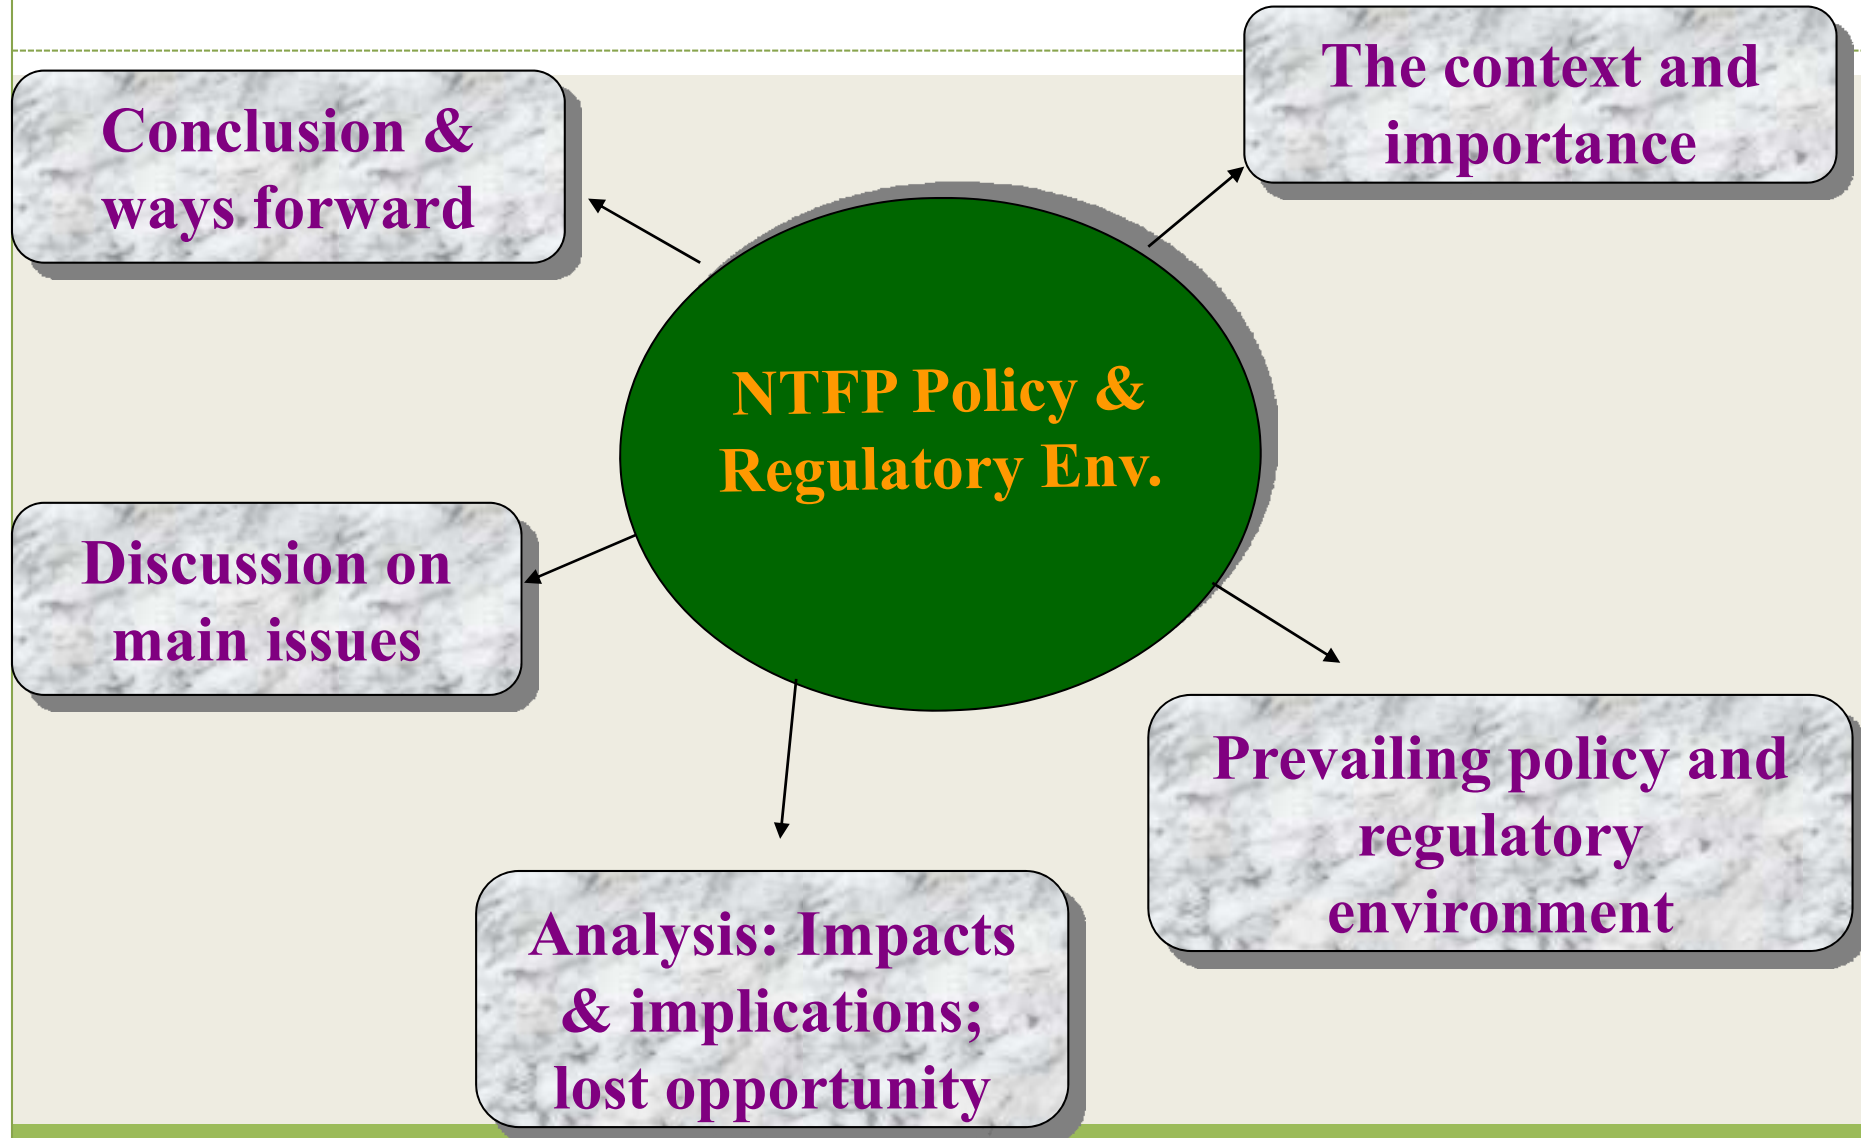 The context and
importance
Conclusion &
ways forward
NTFP Policy &
Regulatory Env.
Discussion on
main issues
Prevailing policy and
regulatory
environment
Analysis: Impacts
& implications;
lost opportunity